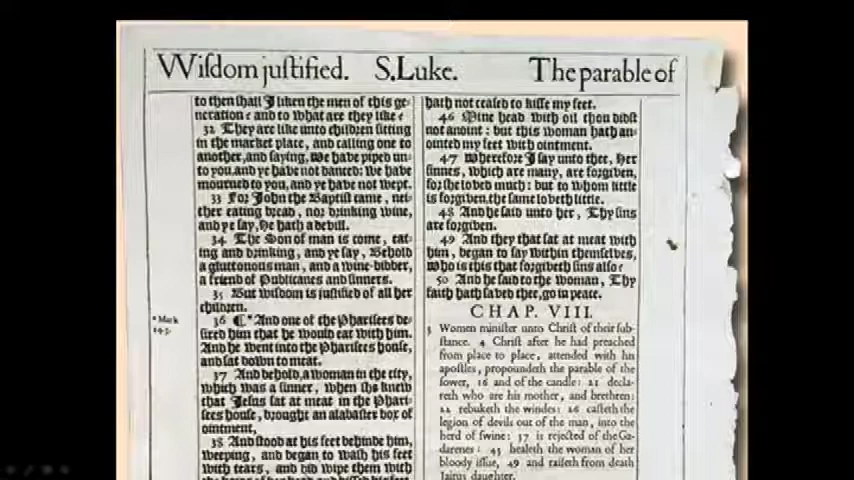 Wiſdom juſtified. S.Luke. The parable of
to then ſhall I liken the men of this ge-
neration? and to what are they like?
32 They are like unto children ſitting
in the market place, and calling one to
another, and ſaying, We have piped un-
to you, and ye have not danced: we have
mourned to you, and ye have not wept.
33 For John the Baptiſt came, nei-
ther eating bread, nor drinking wine,
and ye ſay, He hath a devil.
34 The Son of man is come, eat-
ing and drinking, and ye ſay, Behold
a gluttonous man, and a wine-bibber,
a friend of Publicanes and ſinners.
35 But wiſdom is juſtified of all her
children.
* Mark
14.3.
36 ¶ * And one of the Phariſees de-
ſired him that he would eat with him.
And he went into the Phariſees houſe,
and ſat down to meat.
37 And behold, a woman in the city,
which was a ſinner, when ſhe knew
that Jeſus ſat at meat in the Phari-
ſees houſe, brought an alabaſter box of
ointment,
38 And ſtood at his feet behinde him,
weeping, and began to waſh his feet
with tears, and did wipe them with
hath not ceaſed to kiſſe my feet.
46 Mine head with oil thou didſt
not anoint: but this woman hath an-
ointed my feet with ointment.
47 Wherefore I ſay unto thee, Her
ſinnes, which are many, are forgiven,
for ſhe loved much: but to whom little
is forgiven, the ſame loveth little.
48 And he ſaid unto her, Thy ſins
are forgiven.
49 And they that ſat at meat with
him, began to ſay within themſelves,
Who is this that forgiveth ſins alſo?
50 And he ſaid to the woman, Thy
faith hath ſaved thee, go in peace.
CHAP. VIII.
3 Women miniſter unto Chriſt of their ſub-
ſtance. 4 Chriſt after he had preached
from place to place, attended with his
apoſtles, propoundeth the parable of the
ſower, 16 and of the candle: 21 decla-
reth who are his mother, and brethren:
22 rebuketh the windes: 26 caſteth the
legion of devils out of the man, into the
herd of ſwine: 37 is rejected of the Ga-
darenes: 43 healeth the woman of her
bloody iſſue, 49 and raiſeth from death
Jairus daughter.